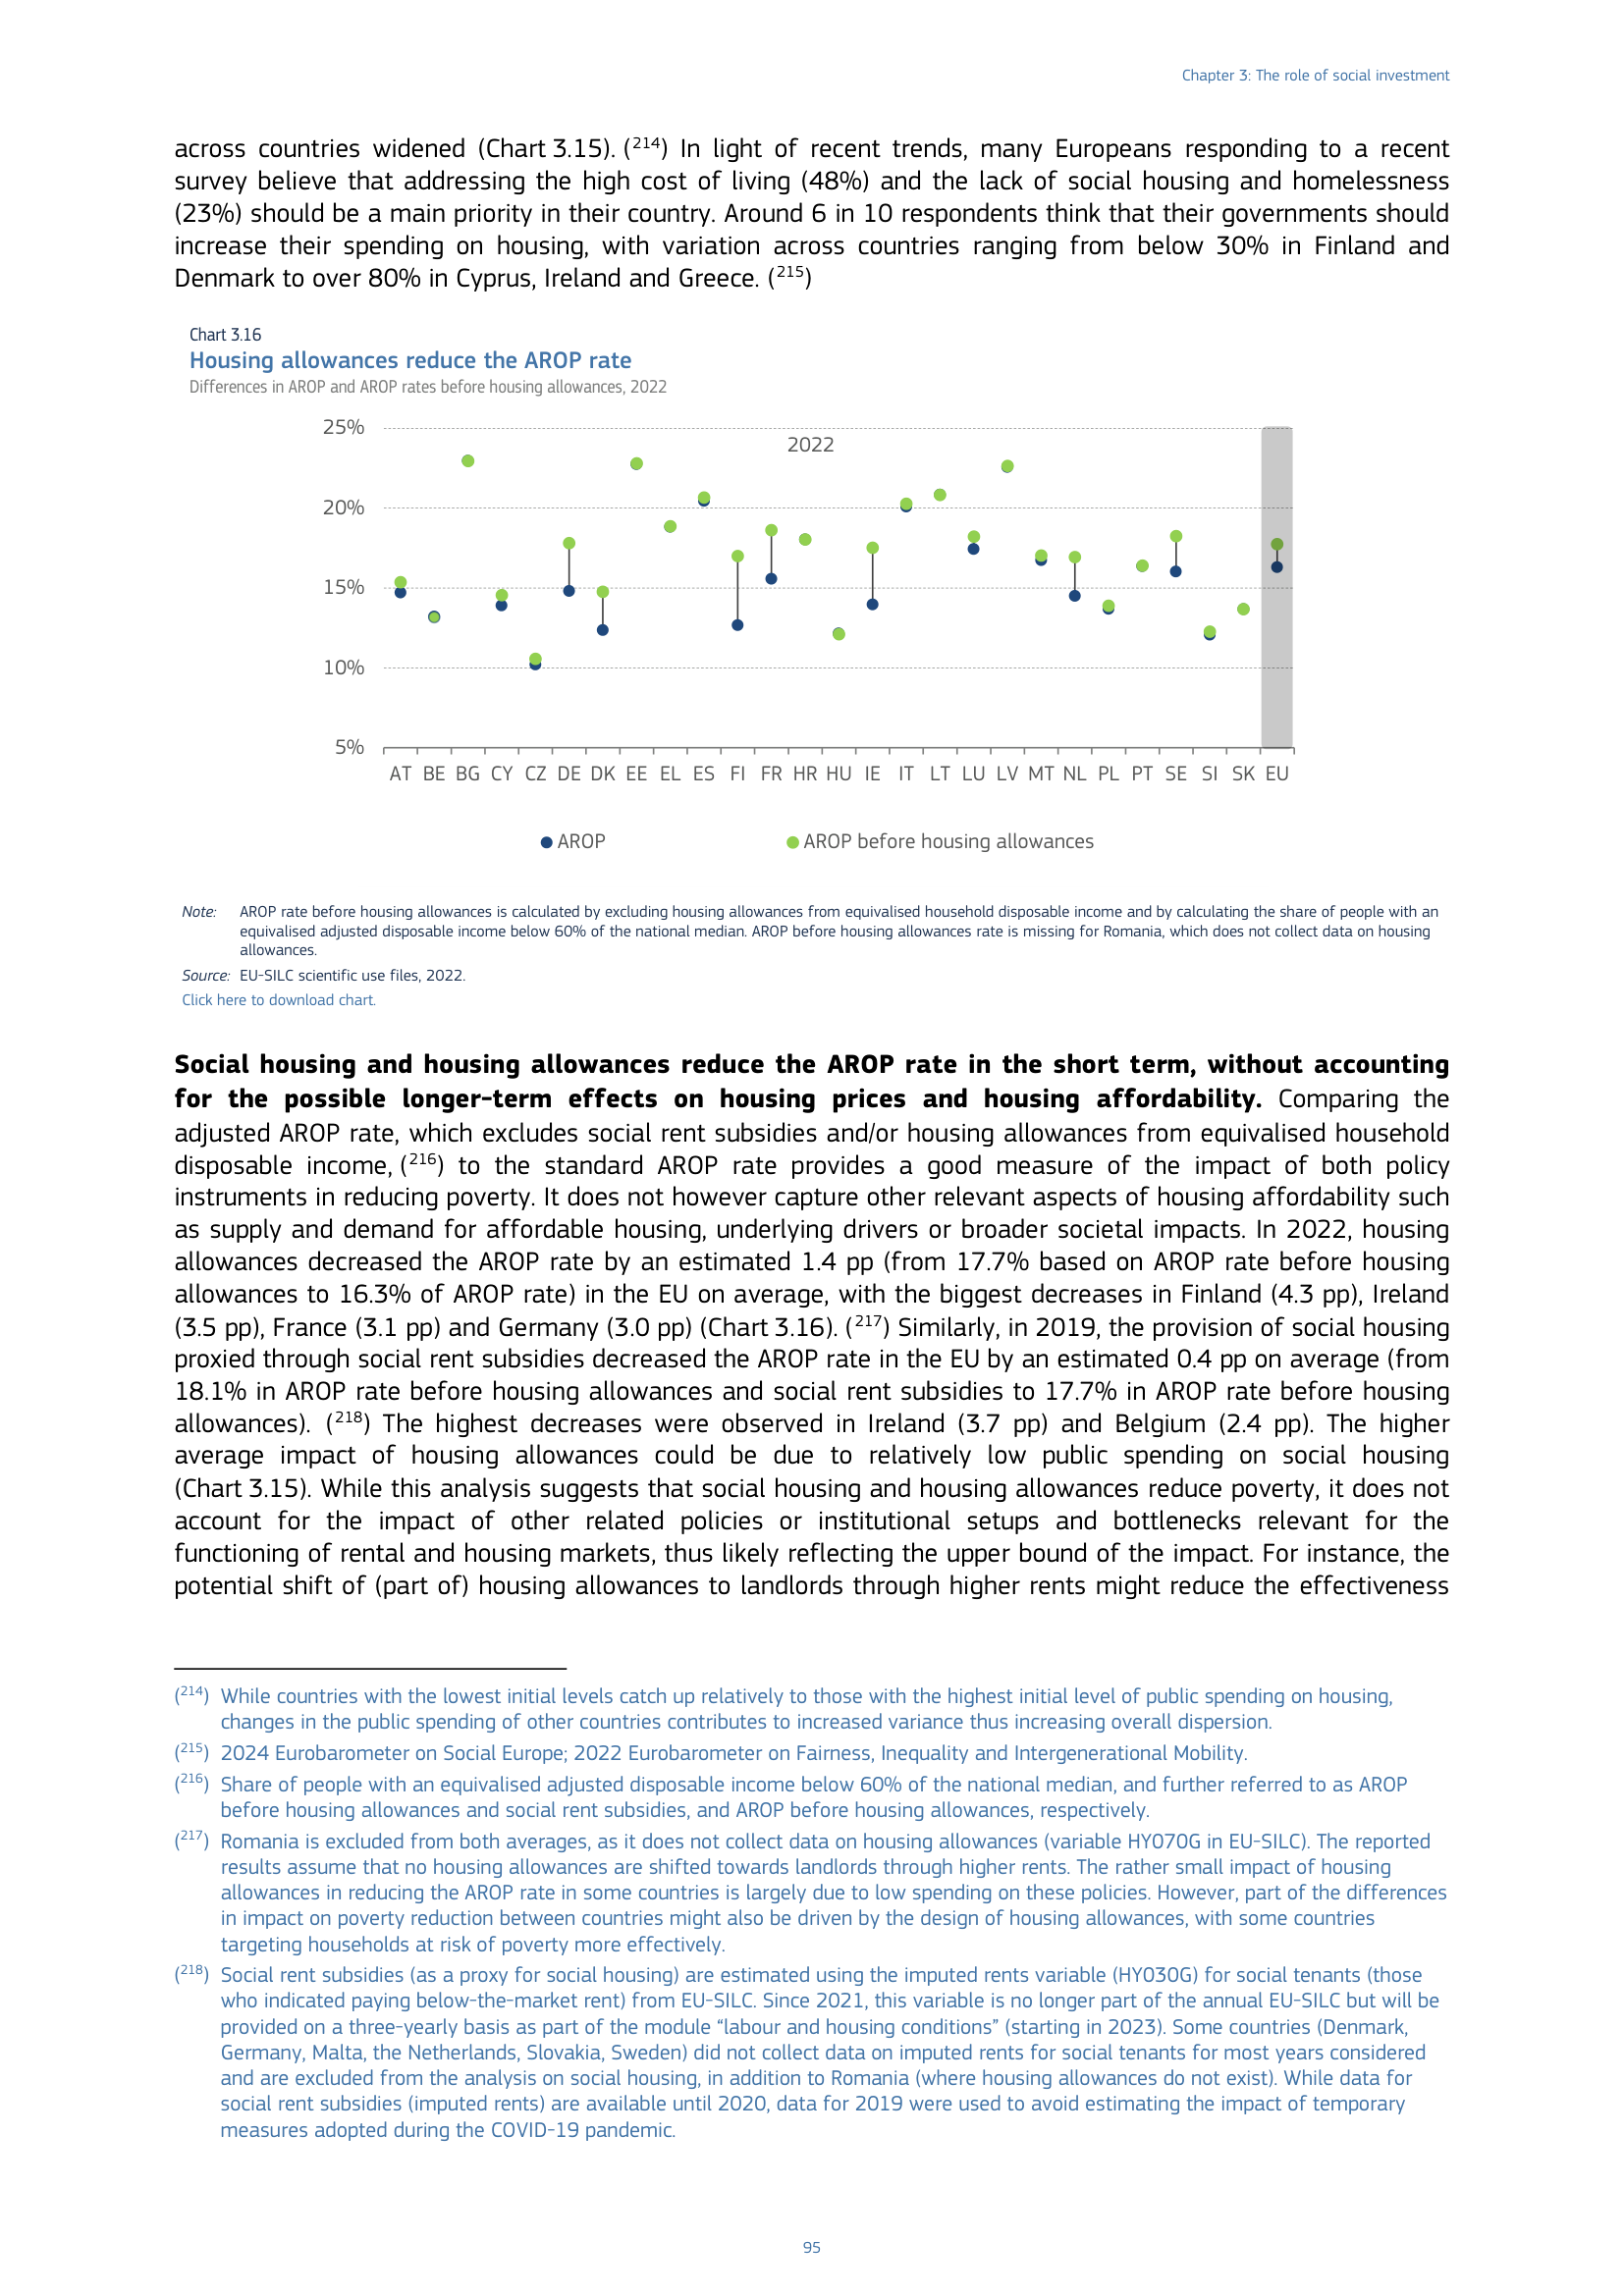 Chapter 3: The role of social investment
across countries widened (Chart 3.15). (214) In light of recent trends, many Europeans responding to a recent
survey believe that addressing the high cost of living (48%) and the lack of social housing and homelessness
(23%) should be a main priority in their country. Around 6 in 10 respondents think that their governments should
increase their spending on housing, with variation across countries ranging from below 30% in Finland and
Denmark to over 80% in Cyprus, Ireland and Greece. (215)
Chart 3.16
Housing allowances reduce the AROP rate
Differences in AROP and AROP rates before housing allowances, 2022
25%
2022
20%
15%
10%
5%
AT BE BG CY CZ DE DK EE EL ES FI FR HR HU IE IT LT LU LV MT NL PL PT SE SI SK EU
AROP AROP before housing allowances
Note: AROP rate before housing allowances is calculated by excluding housing allowances from equivalised household disposable income and by calculating the share of people with an
equivalised adjusted disposable income below 60% of the national median. AROP before housing allowances rate is missing for Romania, which does not collect data on housing
allowances.
Source: EU-SILC scientific use files, 2022.
Click here to download chart.
Social housing and housing allowances reduce the AROP rate in the short term, without accounting
for the possible longer-term effects on housing prices and housing affordability. Comparing the
adjusted AROP rate, which excludes social rent subsidies and/or housing allowances from equivalised household
disposable income, (216) to the standard AROP rate provides a good measure of the impact of both policy
instruments in reducing poverty. It does not however capture other relevant aspects of housing affordability such
as supply and demand for affordable housing, underlying drivers or broader societal impacts. In 2022, housing
allowances decreased the AROP rate by an estimated 1.4 pp (from 17.7% based on AROP rate before housing
allowances to 16.3% of AROP rate) in the EU on average, with the biggest decreases in Finland (4.3 pp), Ireland
(3.5 pp), France (3.1 pp) and Germany (3.0 pp) (Chart 3.16). (217) Similarly, in 2019, the provision of social housing
proxied through social rent subsidies decreased the AROP rate in the EU by an estimated 0.4 pp on average (from
18.1% in AROP rate before housing allowances and social rent subsidies to 17.7% in AROP rate before housing
allowances). (218) The highest decreases were observed in Ireland (3.7 pp) and Belgium (2.4 pp). The higher
average impact of housing allowances could be due to relatively low public spending on social housing
(Chart 3.15). While this analysis suggests that social housing and housing allowances reduce poverty, it does not
account for the impact of other related policies or institutional setups and bottlenecks relevant for the
functioning of rental and housing markets, thus likely reflecting the upper bound of the impact. For instance, the
potential shift of (part of) housing allowances to landlords through higher rents might reduce the effectiveness
(214) While countries with the lowest initial levels catch up relatively to those with the highest initial level of public spending on housing,
changes in the public spending of other countries contributes to increased variance thus increasing overall dispersion.
(215) 2024 Eurobarometer on Social Europe; 2022 Eurobarometer on Fairness, Inequality and Intergenerational Mobility.
(216) Share of people with an equivalised adjusted disposable income below 60% of the national median, and further referred to as AROP
before housing allowances and social rent subsidies, and AROP before housing allowances, respectively.
(217) Romania is excluded from both averages, as it does not collect data on housing allowances (variable HY070G in EU-SILC). The reported
results assume that no housing allowances are shifted towards landlords through higher rents. The rather small impact of housing
allowances in reducing the AROP rate in some countries is largely due to low spending on these policies. However, part of the differences
in impact on poverty reduction between countries might also be driven by the design of housing allowances, with some countries
targeting households at risk of poverty more effectively.
(218) Social rent subsidies (as a proxy for social housing) are estimated using the imputed rents variable (HY030G) for social tenants (those
who indicated paying below-the-market rent) from EU-SILC. Since 2021, this variable is no longer part of the annual EU-SILC but will be
provided on a three-yearly basis as part of the module “labour and housing conditions” (starting in 2023). Some countries (Denmark,
Germany, Malta, the Netherlands, Slovakia, Sweden) did not collect data on imputed rents for social tenants for most years considered
and are excluded from the analysis on social housing, in addition to Romania (where housing allowances do not exist). While data for
social rent subsidies (imputed rents) are available until 2020, data for 2019 were used to avoid estimating the impact of temporary
measures adopted during the COVID-19 pandemic.
95